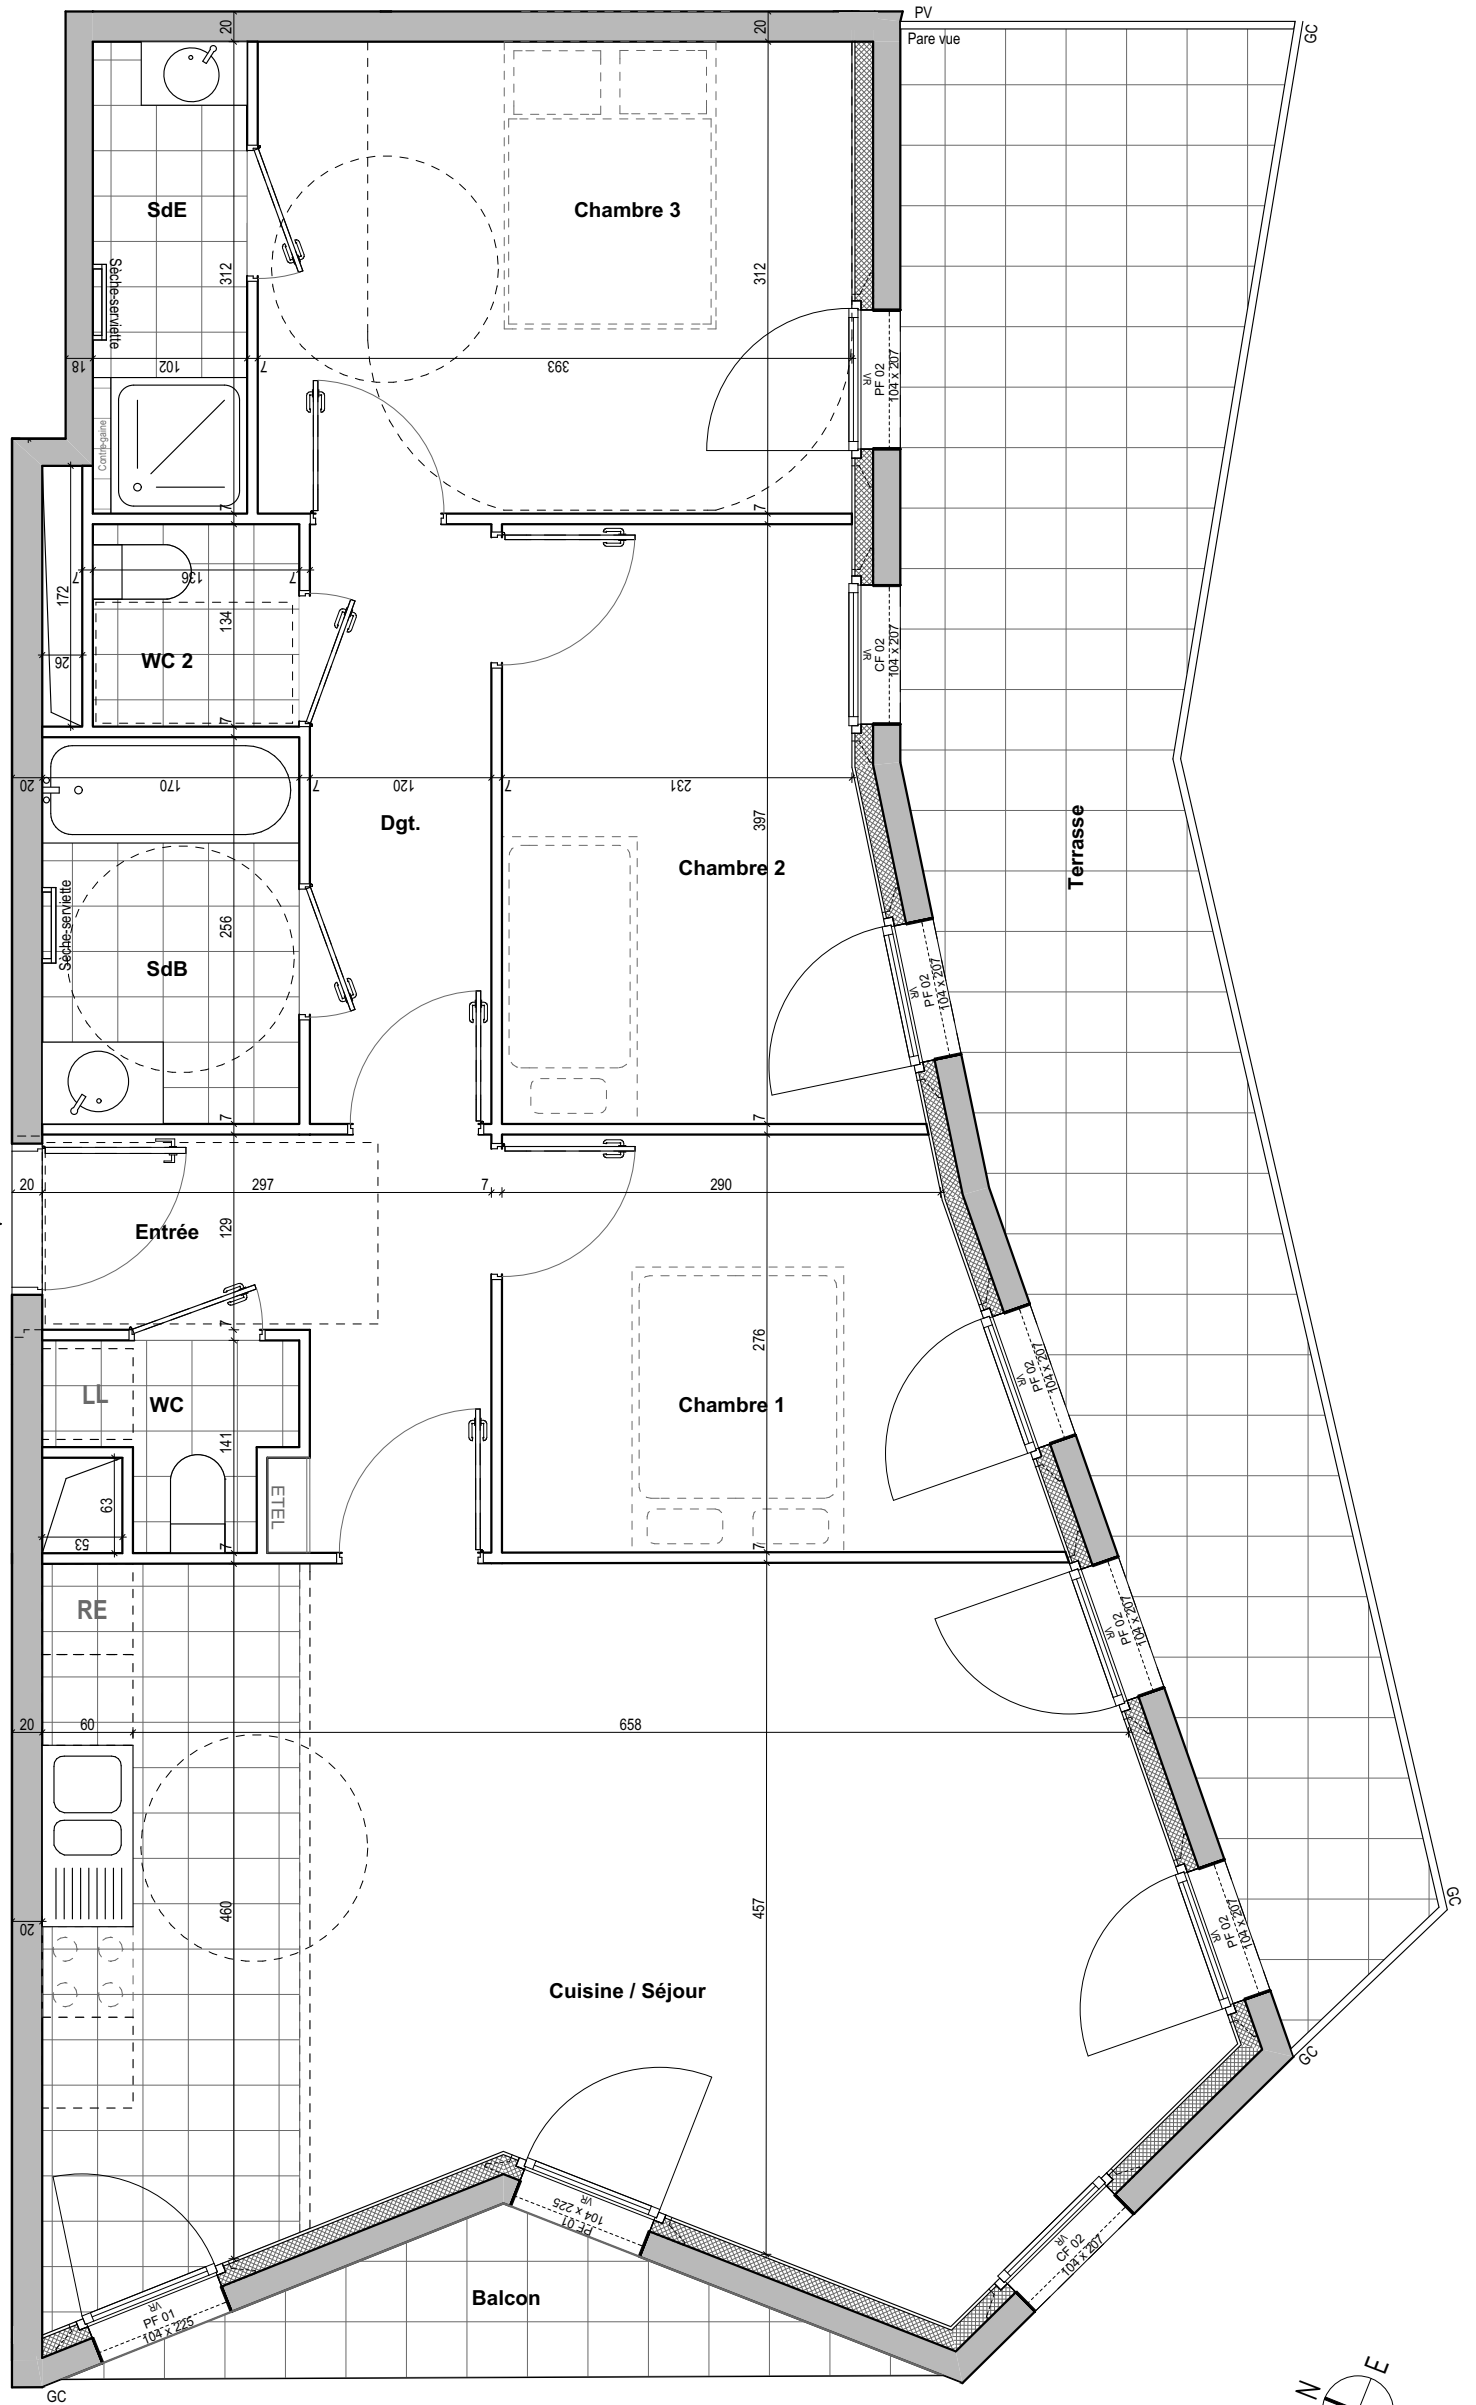 PV
GC
Pare vue
20
20
SdE
Chambre 3
Sèche-serviette
312
312
18
102
7
393
VR
PF 02
104 x 207
Contre-gaine
7
7
172
7
136
7
134
26
WC 2
VR
CF 02
104 x 207
7
20
170
7
120
7
231
Dgt.
397
Chambre 2
Terrasse
Sèche-serviette
256
SdB
VR
PF 02
104 x 207
7
7
20
297
7
290
Entrée
129
7
276
VR
PF 02
104 x 207
LL
WC
Chambre 1
141
ETEL
63
53
7
7
RE
VR
PF 02
104 x 207
20
60
658
460
457
20
VR
PF 02
104 x 207
GC
Cuisine / Séjour
GC
VR
PF 01
104 x 225
VR
CF 02
104 x 207
Balcon
VR
PF 01
104 x 225
GC
N
E